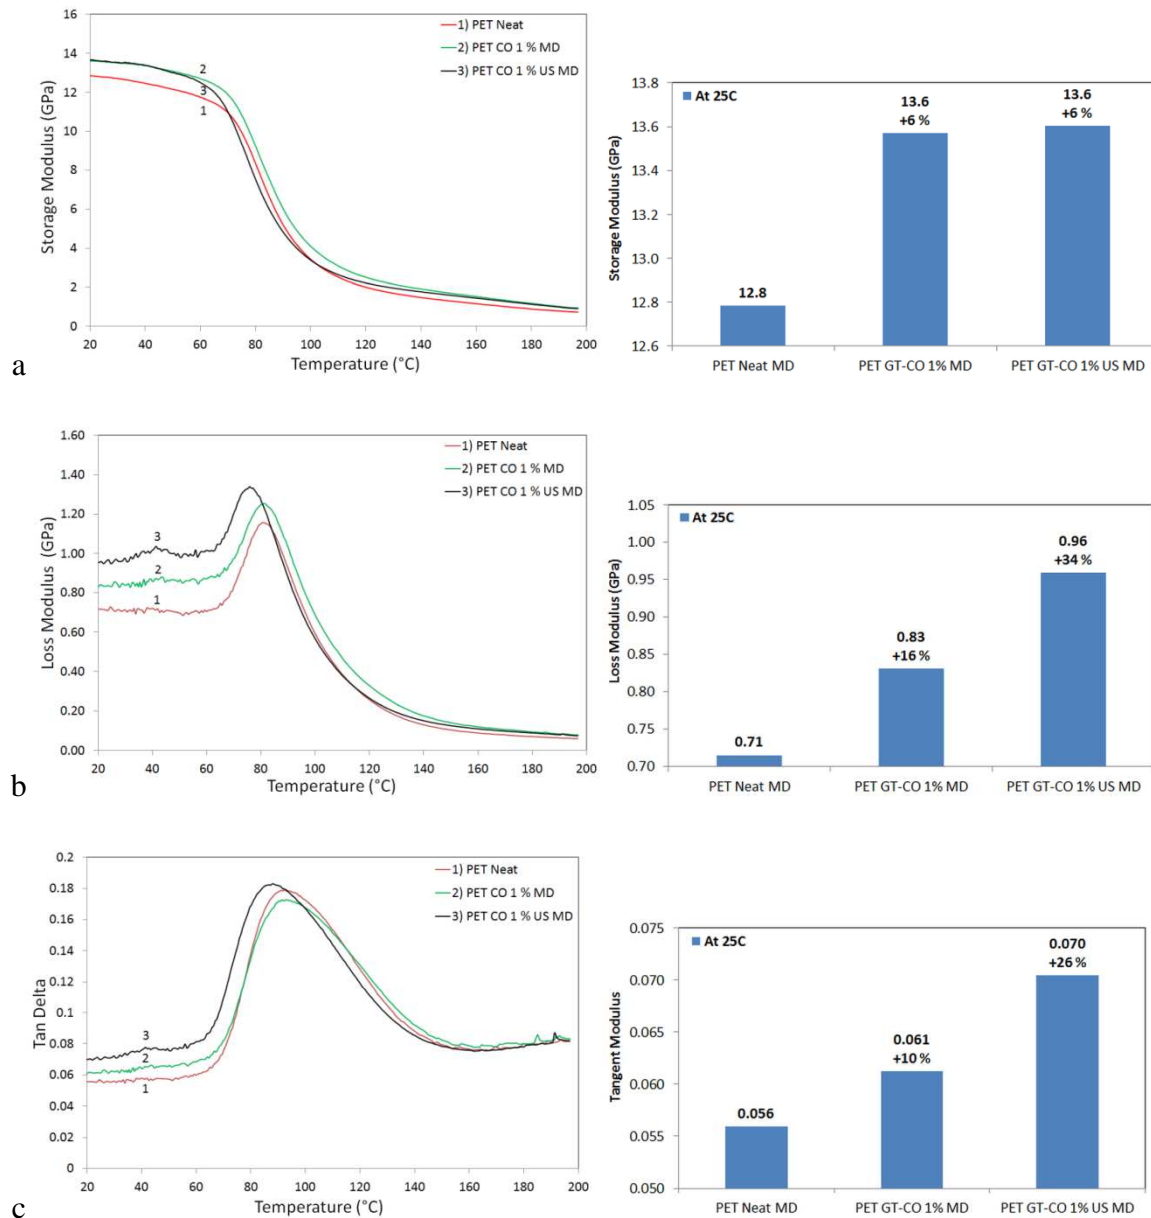 16
14
12
10
8
6
4
2
0
Storage Modulus (GPa)
1) PET Neat
2) PET CO 1 % MD
3) PET CO 1 % US MD
2
3
1
20 40 60 80 100 120 140 160 180 200
Temperature (°C)
a
13.8
13.6
13.4
13.2
13.0
12.8
12.6
Storage Modulus (GPa)
At 25C
12.8
13.6
+6 %
13.6
+6 %
PET Neat MD PET GT-CO 1% MD PET GT-CO 1% US MD
1.60
1.40
1.20
1.00
0.80
0.60
0.40
0.20
0.00
Loss Modulus (GPa)
1) PET Neat
2) PET CO 1 % MD
3) PET CO 1 % US MD
3
2
1
20 40 60 80 100 120 140 160 180 200
Temperature (°C)
b
1.05
1.00
0.95
0.90
0.85
0.80
0.75
0.70
Loss Modulus (GPa)
At 25C
0.71
0.83
+16 %
0.96
+34 %
PET Neat MD PET GT-CO 1% MD PET GT-CO 1% US MD
0.2
0.18
0.16
0.14
0.12
0.1
0.08
0.06
0.04
0.02
0
Tan Delta
1) PET Neat
2) PET CO 1 % MD
3) PET CO 1 % US MD
3
2
1
20 40 60 80 100 120 140 160 180 200
Temperature (°C)
c
0.075
0.070
0.065
0.060
0.055
0.050
Tangent Modulus
At 25C
0.056
0.061
+10 %
0.070
+26 %
PET Neat MD PET GT-CO 1% MD PET GT-CO 1% US MD